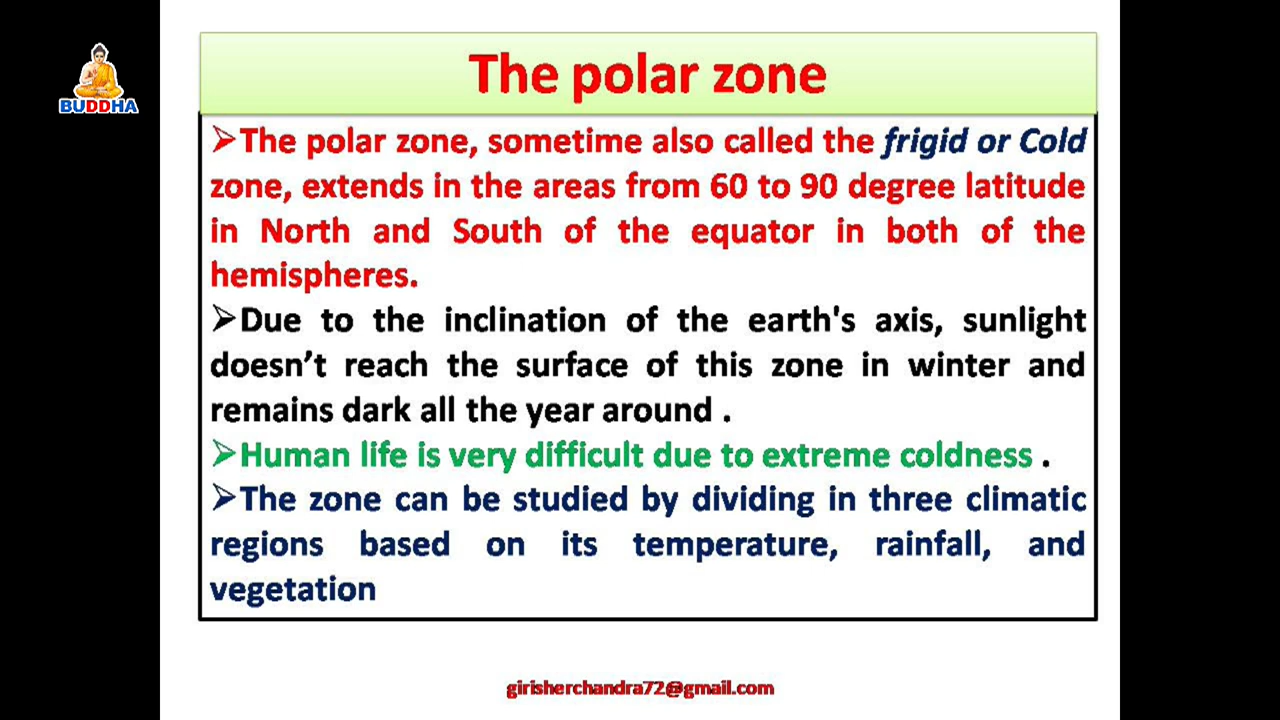 BUDDHA
The polar zone
➢The polar zone, sometime also called the frigid or Cold
zone, extends in the areas from 60 to 90 degree latitude
in North and South of the equator in both of the
hemispheres.
➢Due to the inclination of the earth's axis, sunlight
doesn’t reach the surface of this zone in winter and
remains dark all the year around .
➢Human life is very difficult due to extreme coldness .
➢The zone can be studied by dividing in three climatic
regions based on its temperature, rainfall, and
vegetation
girisherchandra72@gmail.com